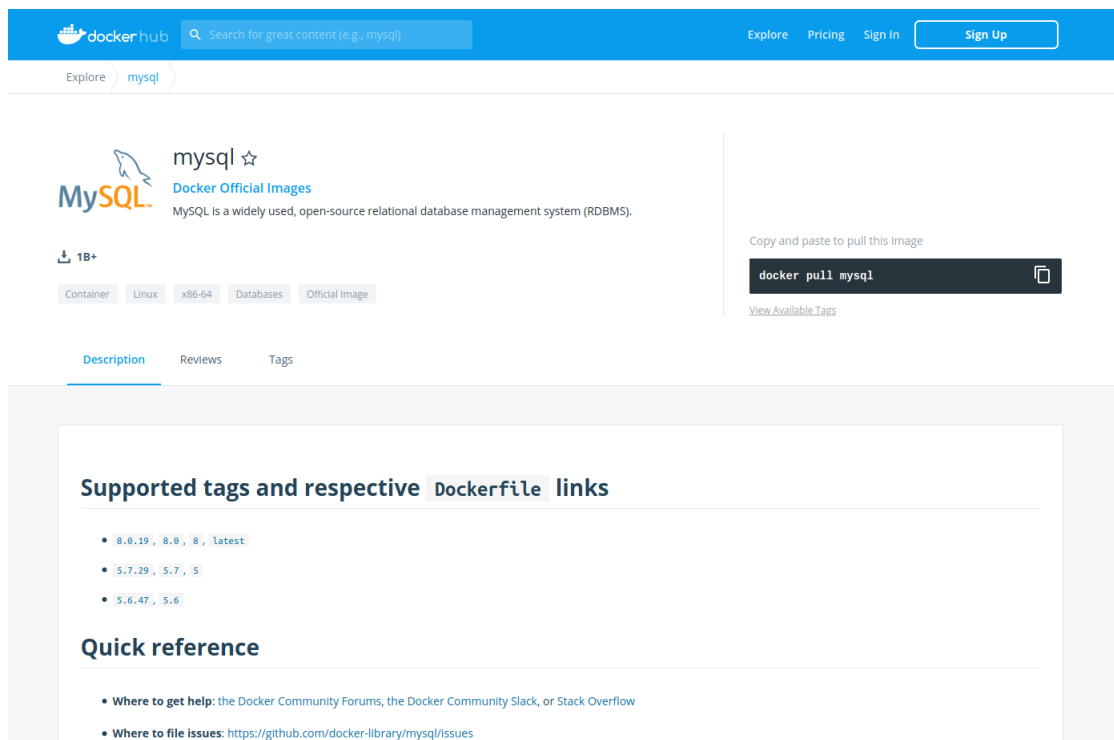 dockerhub Search for great content (e.g., mysql) Explore Pricing Sign In Sign Up
Explore mysql
mysql
MySQL™
Docker Official Images
MySQL is a widely used, open-source relational database management system (RDBMS).
1B+
Container Linux x86-64 Databases Official Image
Copy and paste to pull this image
docker pull mysql
View Available Tags
Description Reviews Tags
Supported tags and respective Dockerfile links
8.0.19, 8.0, 8, latest
5.7.29, 5.7, 5
5.6.47, 5.6
Quick reference
Where to get help: the Docker Community Forums, the Docker Community Slack, or Stack Overflow
Where to file issues: https://github.com/docker-library/mysql/issues